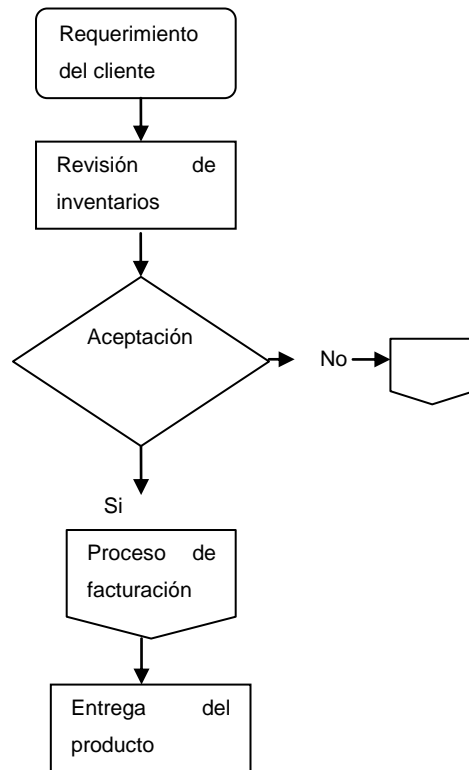 Requerimiento
del cliente
Revisión de
inventarios
Aceptación
No
Si
Proceso de
facturación
Entrega del
producto